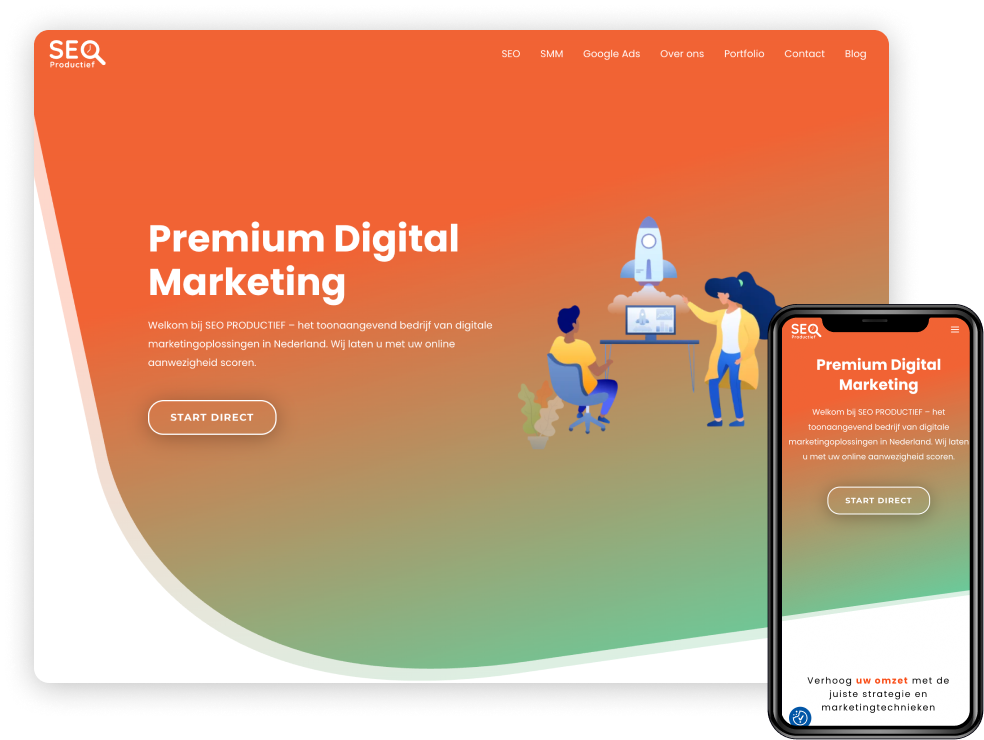 SEO
Productief
SEO SMM Google Ads Over ons Portfolio Contact Blog
Premium Digital
Marketing
Welkom bij SEO PRODUCTIEF – het toonaangevend bedrijf van digitale
marketingoplossingen in Nederland. Wij laten u met uw online
aanwezigheid scoren.
START DIRECT
SEO
Productief
Premium Digital
Marketing
Welkom bij SEO PRODUCTIEF – het
toonaangevend bedrijf van digitale
marketingoplossingen in Nederland. Wij laten
u met uw online aanwezigheid scoren.
START DIRECT
Verhoog uw omzet met de
juiste strategie en
marketingtechnieken